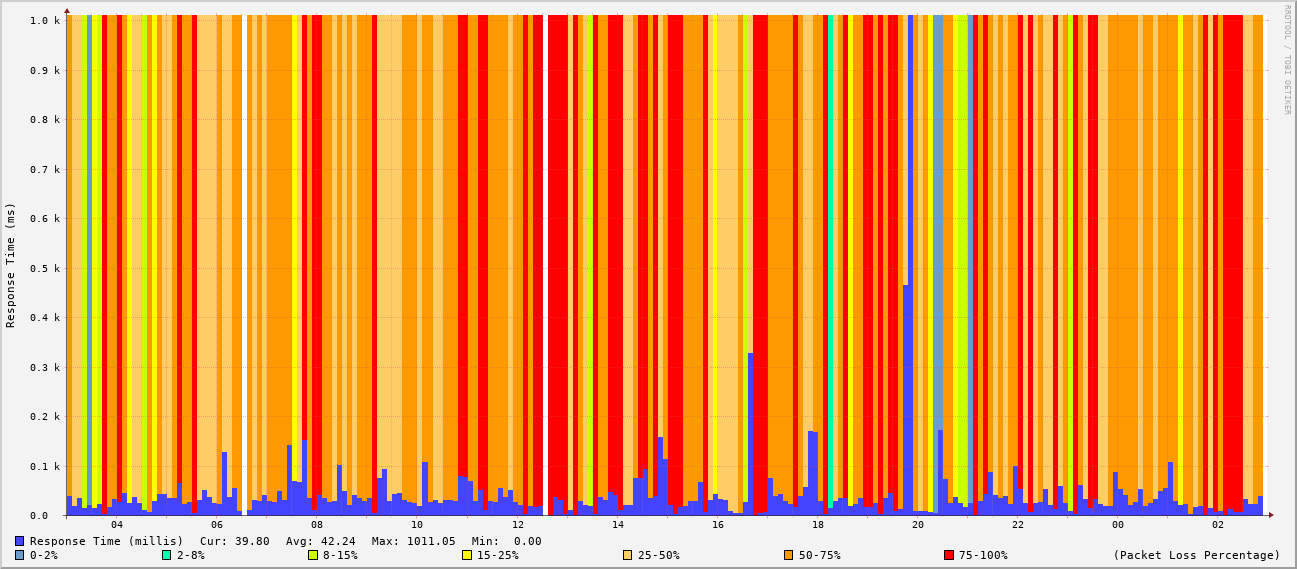 1.0 k
0.9 k
0.8 k
0.7 k
0.6 k
0.5 k
0.4 k
0.3 k
0.2 k
0.1 k
0.0
Response Time (ms)
RRDTOOL / TOBI OETIKER
04 06 08 10 12 14 16 18 20 22 00 02
Response Time (millis) Cur: 39.80 Avg: 42.24 Max: 1011.05 Min: 0.00
0-2% 2-8% 8-15% 15-25% 25-50% 50-75% 75-100% (Packet Loss Percentage)